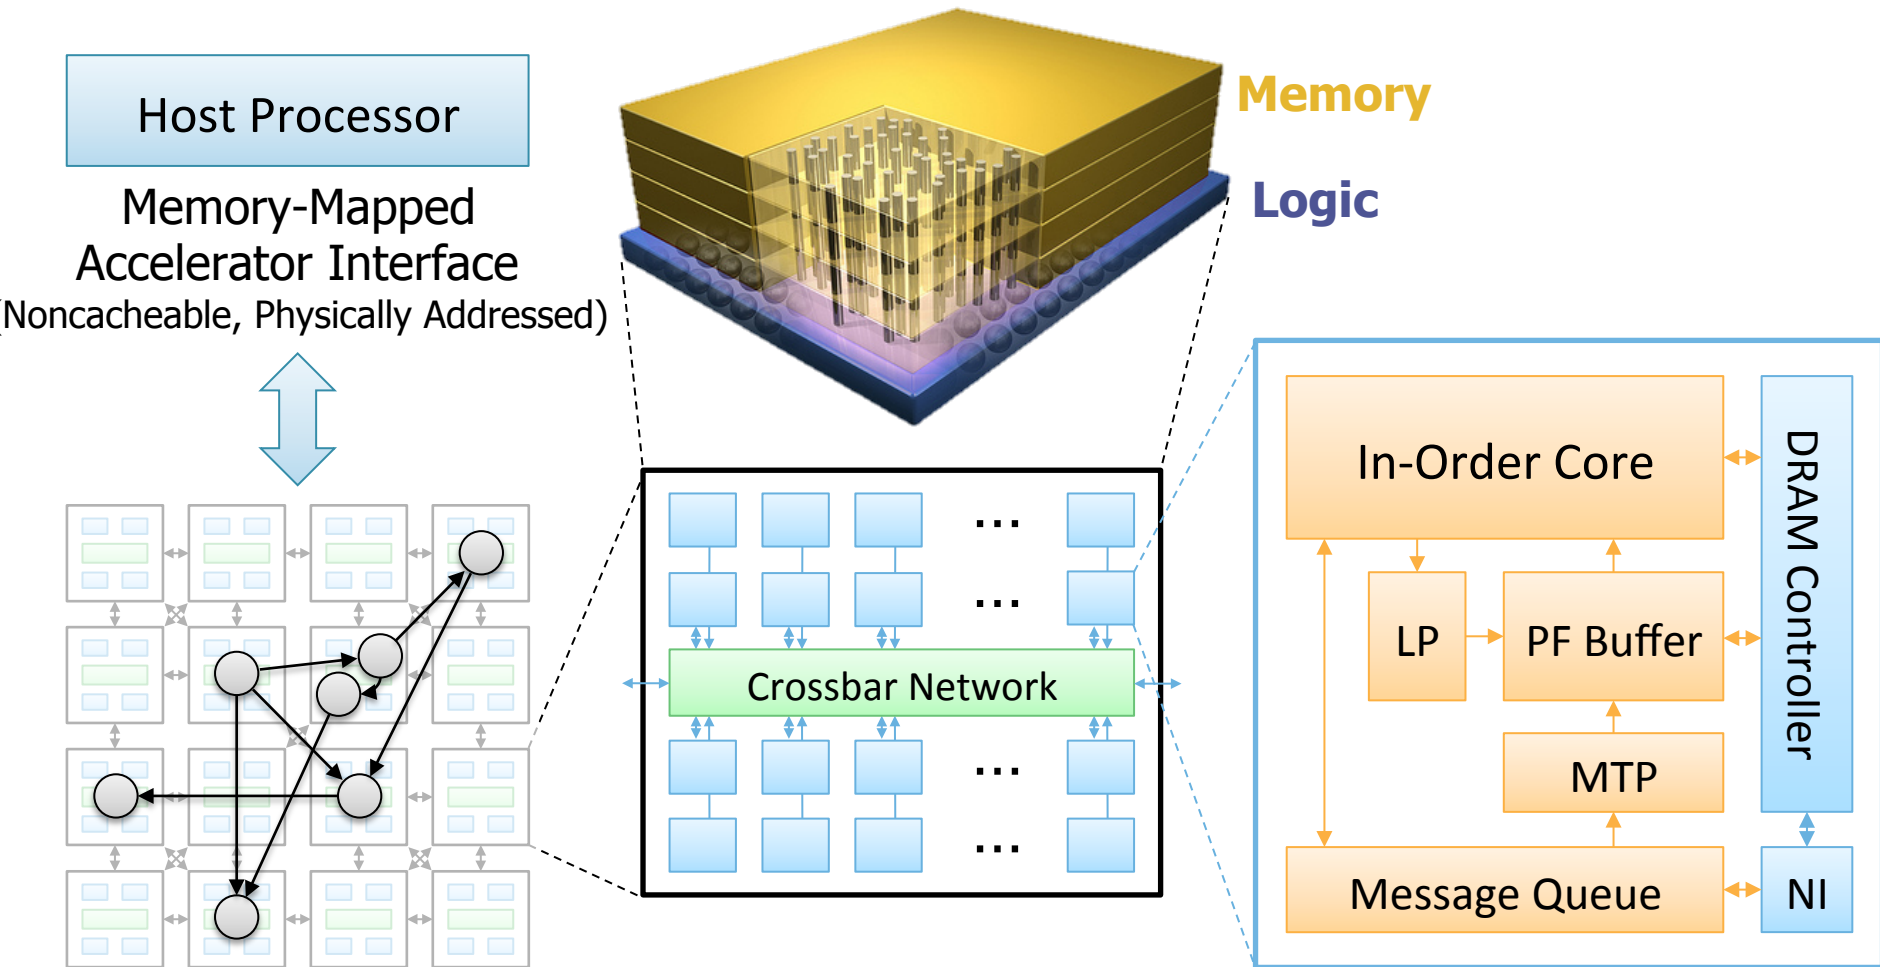 Host Processor
Memory-Mapped
Accelerator Interface
(Noncacheable, Physically Addressed)
Memory
Logic
...
...
Crossbar Network
...
...
In-Order Core
LP
PF Buffer
MTP
Message Queue
DRAM Controller
NI